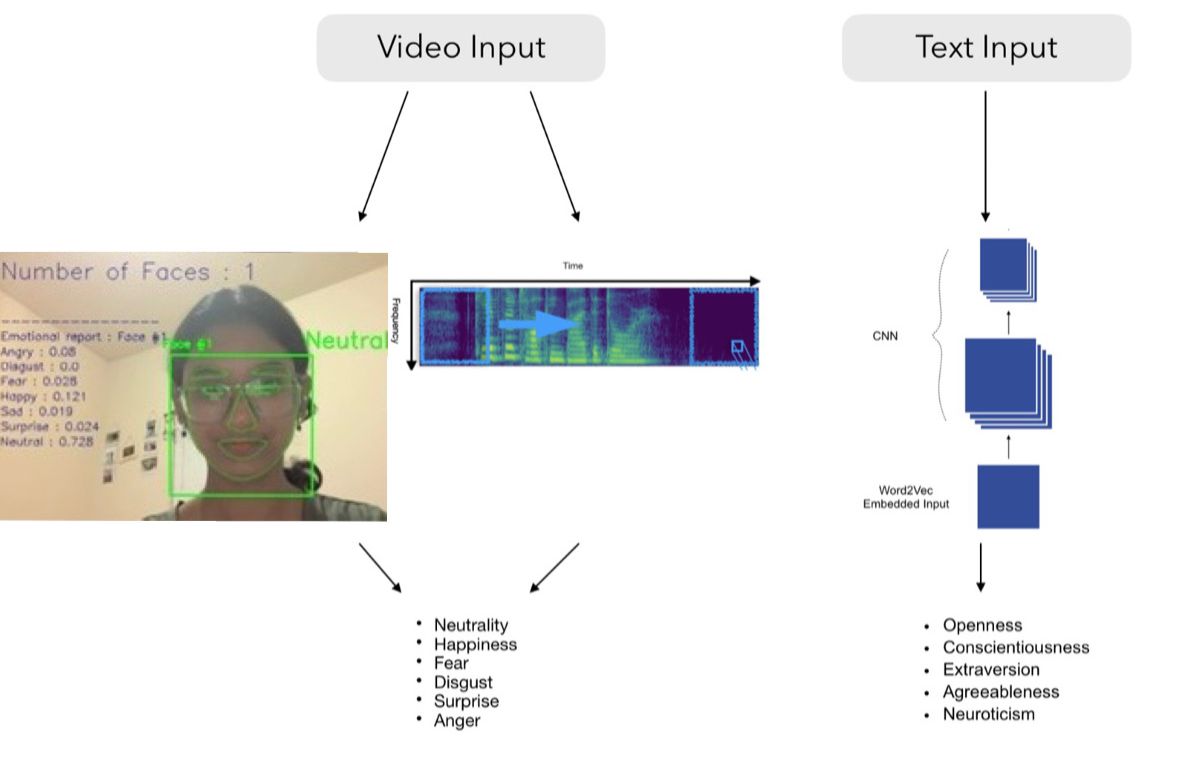 Video Input
Text Input
Number of Faces : 1
Emotional report : Face #1
Angry : 0.08
Disgust : 0.0
Fear : 0.028
Happy : 0.121
Sad : 0.019
Surprise : 0.024
Neutral : 0.728
Face #1
Neutral
Time
Frequency
CNN
Word2Vec
Embedded Input
• Neutrality
• Happiness
• Fear
• Disgust
• Surprise
• Anger
• Openness
• Conscientiousness
• Extraversion
• Agreeableness
• Neuroticism